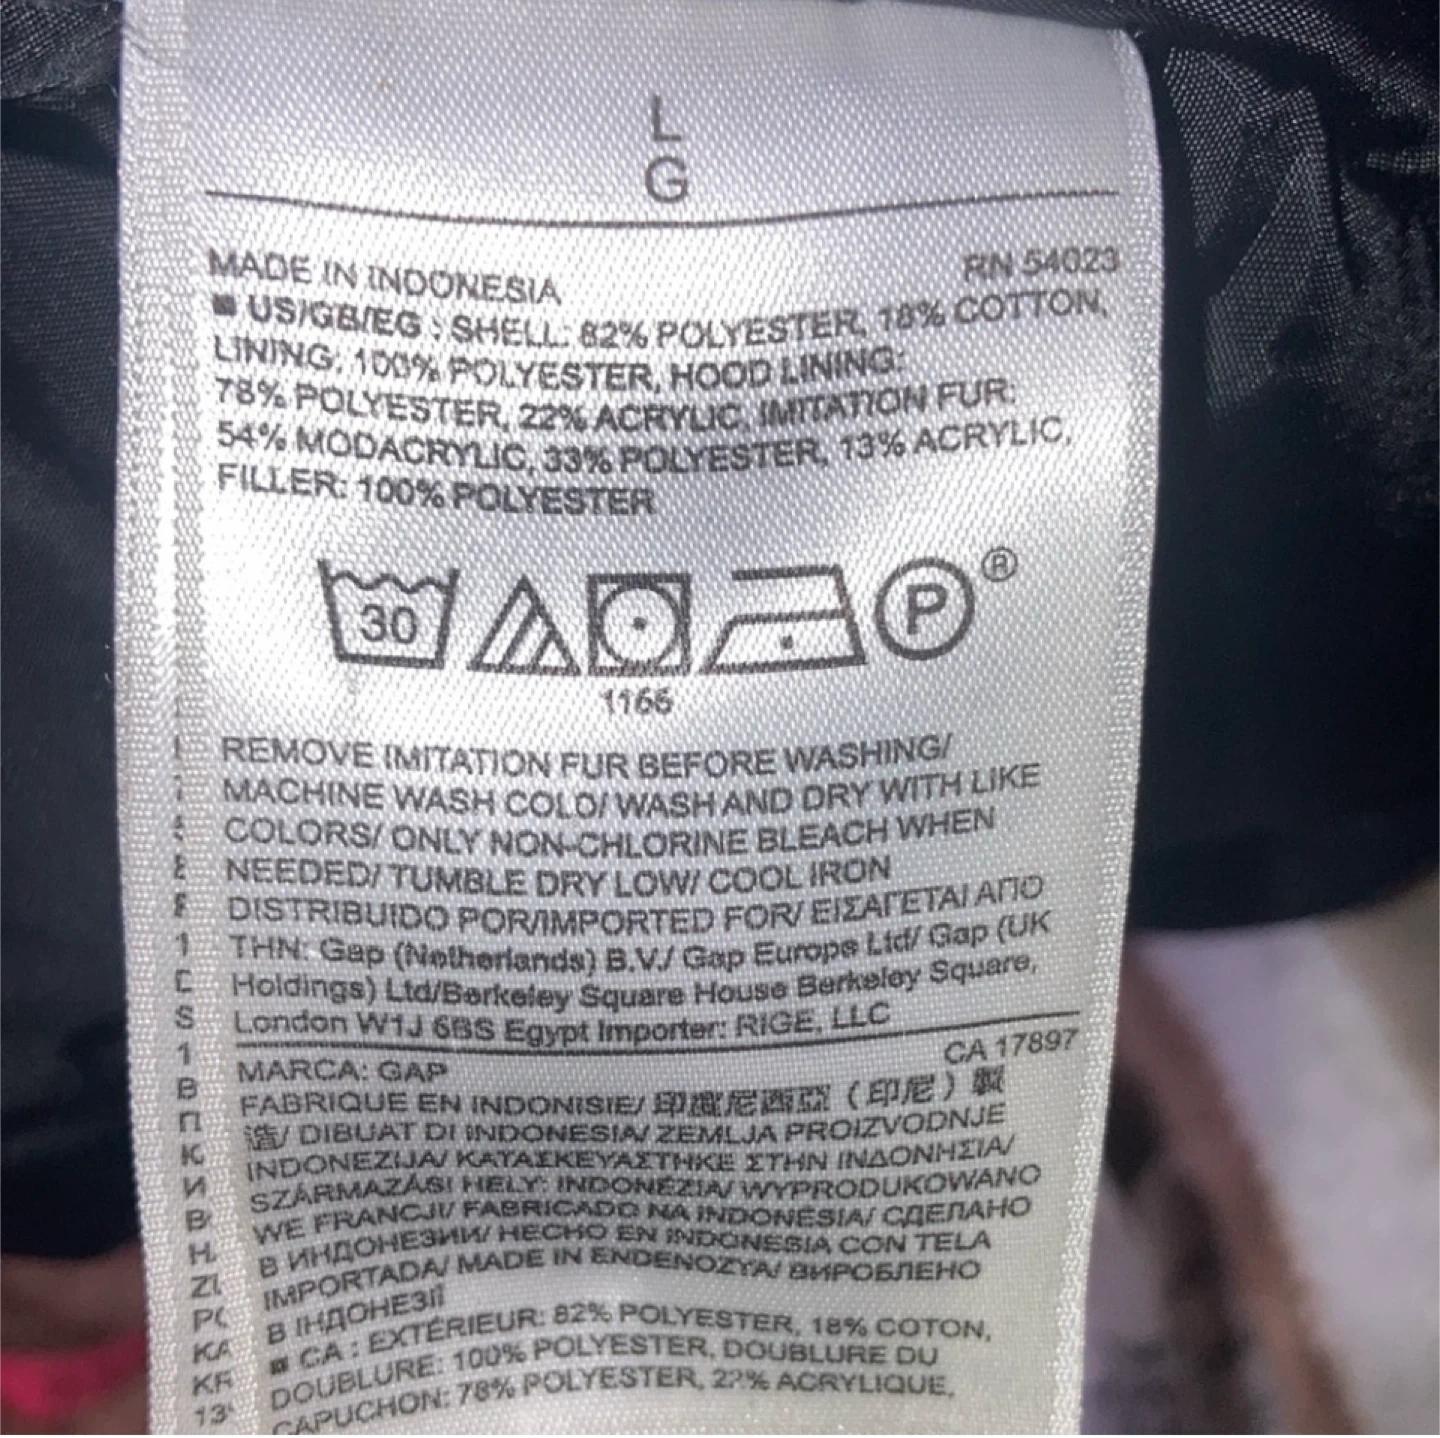 L
G
MADE IN INDONESIA RN 54023
■ US/GB/EG : SHELL: 82% POLYESTER, 18% COTTON,
LINING: 100% POLYESTER, HOOD LINING:
78% POLYESTER, 22% ACRYLIC, IMITATION FUR:
54% MODACRYLIC, 33% POLYESTER, 13% ACRYLIC,
FILLER: 100% POLYESTER
30 P ®
1166
REMOVE IMITATION FUR BEFORE WASHING/
MACHINE WASH COLD/ WASH AND DRY WITH LIKE
COLORS/ ONLY NON-CHLORINE BLEACH WHEN
NEEDED/ TUMBLE DRY LOW/ COOL IRON
DISTRIBUIDO POR/IMPORTED FOR/ ΕΙΣΑΓΕΤΑΙ ΑΠΟ
ΤΗΝ: Gap (Netherlands) B.V./ Gap Europe Ltd/ Gap (UK
Holdings) Ltd/Berkeley Square House Berkeley Square,
London W1J 6BS Egypt Importer: RIGE, LLC
MARCA: GAP CA 17897
FABRIQUE EN INDONISIE/ 印度尼西亞（印尼）製
造/ DIBUAT DI INDONESIA/ ZEMLJA PROIZVODNJE
INDONEZIJA/ ΚΑΤΑΣΚΕΥΑΣΤΗΚΕ ΣΤΗΝ ΙΝΔΟΝΗΣΙΑ/
SZÁRMAZÁSI HELY: INDONÉZIA/ WYPRODUKOWANO
WE FRANCJI/ FABRICADO NA INDONÉSIA/ СДЕЛАНО
В ИНДОНЕЗИИ/ HECHO EN INDONESIA CON TELA
IMPORTADA/ MADE IN ENDENOZYA/ ВИРОБЛЕНО
В ІНДОНЕЗІЇ
■ CA : EXTÉRIEUR: 82% POLYESTER, 18% COTON,
DOUBLURE: 100% POLYESTER, DOUBLURE DU
CAPUCHON: 78% POLYESTER, 22% ACRYLIQUE,